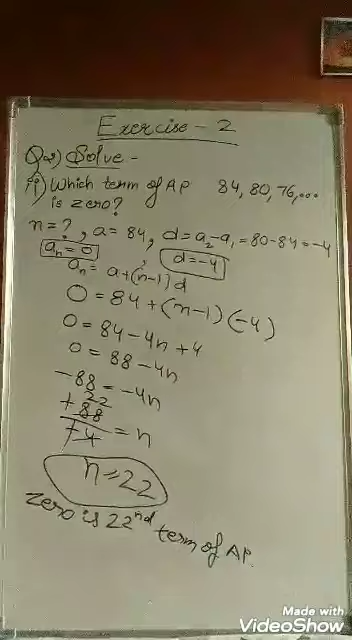 Exercise - 2
Q.2) Solve -
ii) Which term of AP 84, 80, 76,...
is zero?
n = ?, a = 84, d = a₂ - a₁ = 80 - 84 = -4
aₙ = 0
d = -4
aₙ = a + (n-1) d
0 = 84 + (n-1) (-4)
0 = 84 - 4n + 4
0 = 88 - 4n
-88 = -4n
22
+88
+4 = n
n = 22
Zero is 22nd term of AP.
Made with
VideoShow